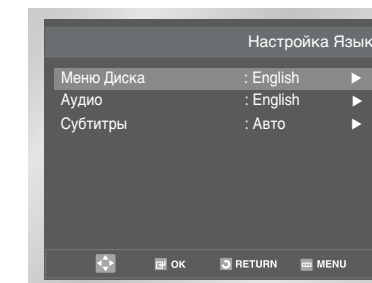 Настройка Язык
Меню Диска : English ►
Аудио : English ►
Субтитры : Авто ►
OK RETURN MENU